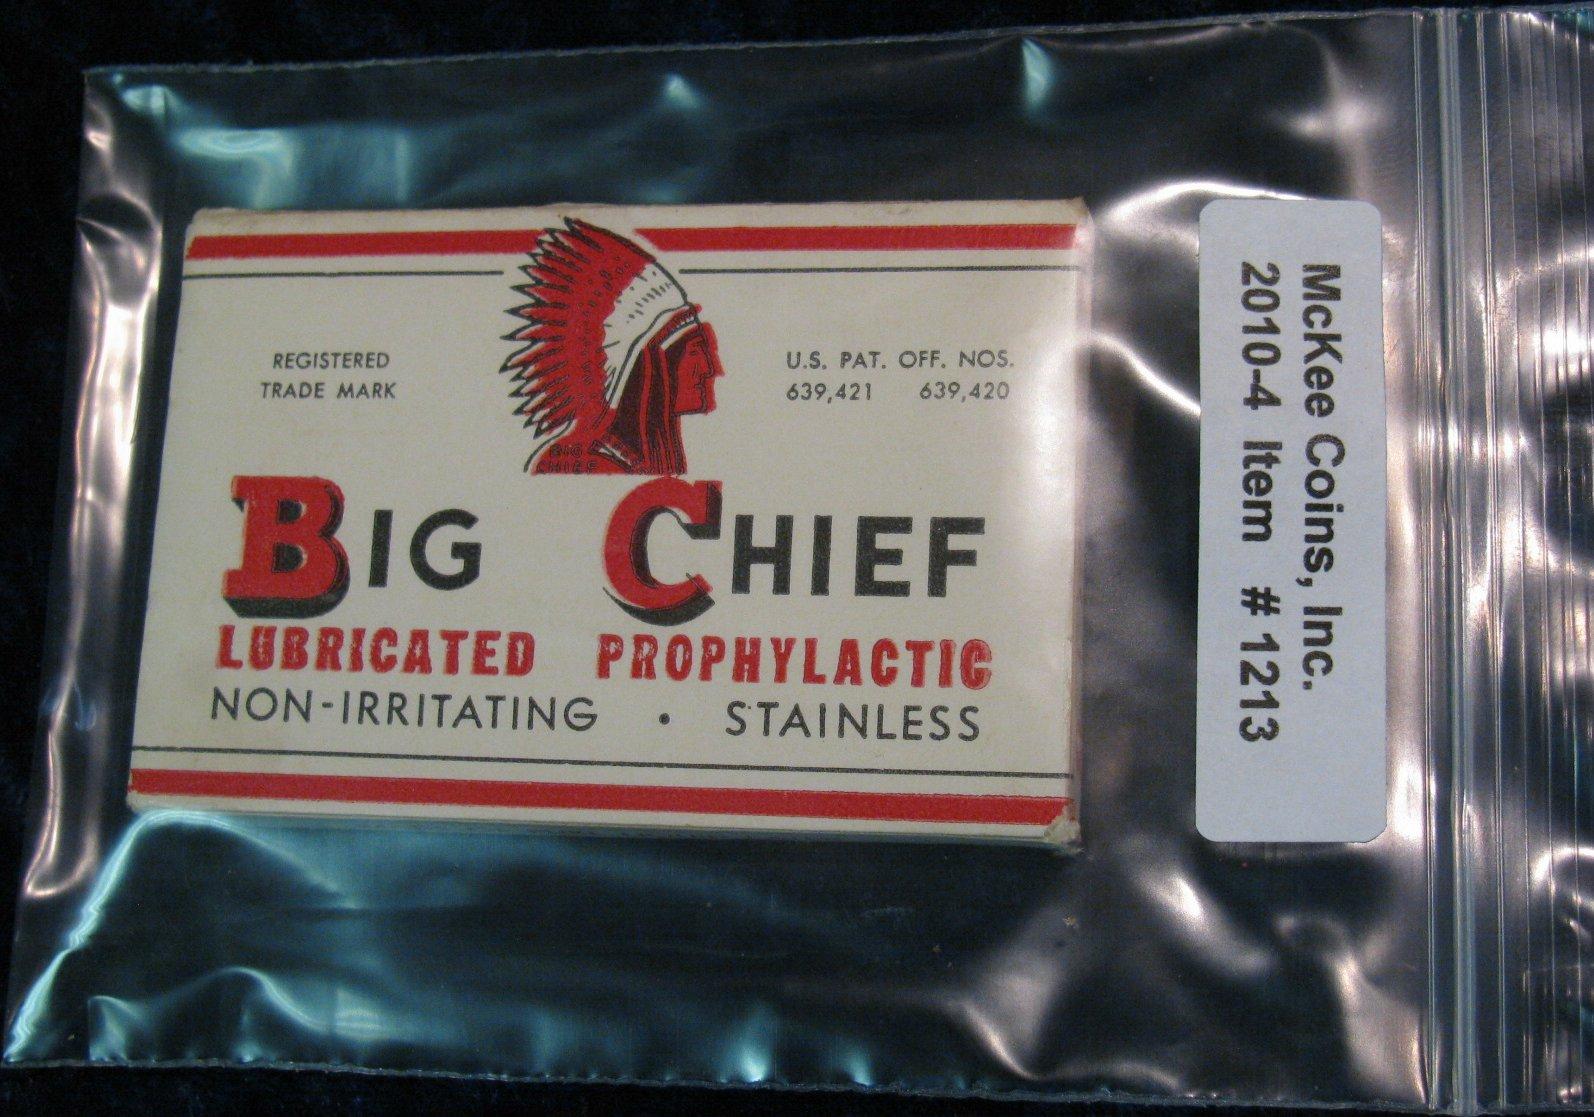 REGISTERED
TRADE MARK
U.S. PAT. OFF. NOS.
639,421 639,420
BIG
CHIEF
BIG CHIEF
LUBRICATED PROPHYLACTIC
NON-IRRITATING • STAINLESS
McKee Coins, Inc.
2010-4 Item # 1213